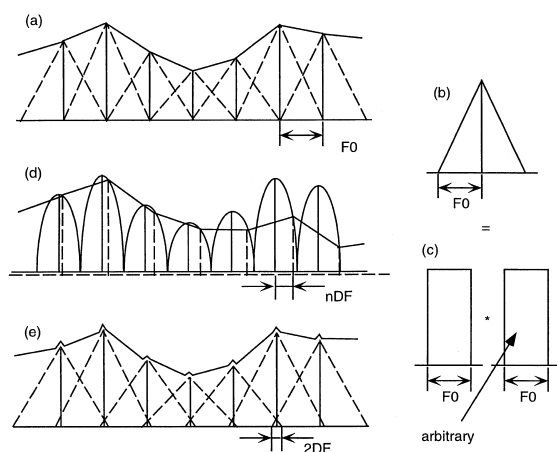 (a)
F0
(b)
F0
=
(c)
*
F0
F0
arbitrary
(d)
nDF
(e)
2DF